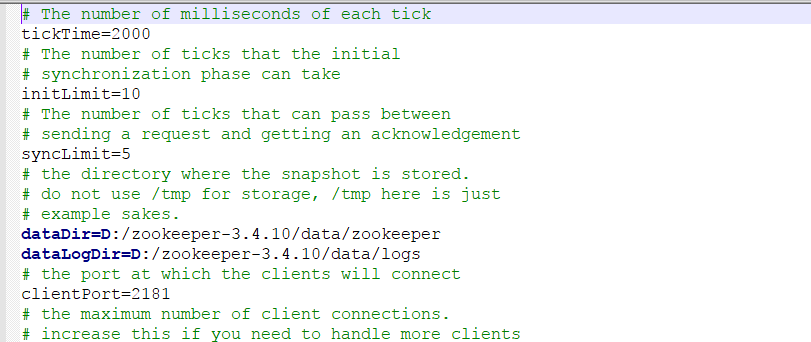 # The number of milliseconds of each tick
tickTime=2000
# The number of ticks that the initial
# synchronization phase can take
initLimit=10
# The number of ticks that can pass between
# sending a request and getting an acknowledgement
syncLimit=5
# the directory where the snapshot is stored.
# do not use /tmp for storage, /tmp here is just
# example sakes.
dataDir=D:/zookeeper-3.4.10/data/zookeeper
dataLogDir=D:/zookeeper-3.4.10/data/logs
# the port at which the clients will connect
clientPort=2181
# the maximum number of client connections.
# increase this if you need to handle more clients